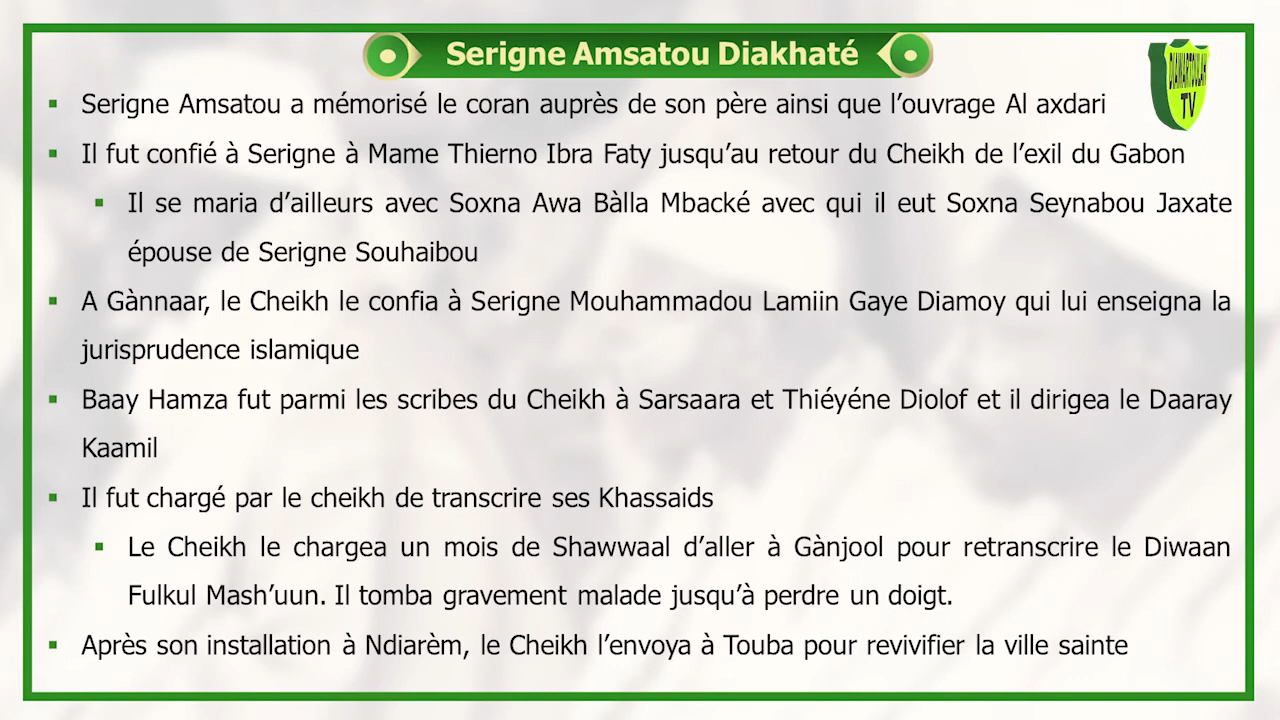 Serigne Amsatou Diakhaté
DIAWARTOULAH
TV
▪ Serigne Amsatou a mémorisé le coran auprès de son père ainsi que l’ouvrage Al axdari
▪ Il fut confié à Serigne à Mame Thierno Ibra Faty jusqu’au retour du Cheikh de l’exil du Gabon
▪ Il se maria d’ailleurs avec Soxna Awa Bàlla Mbacké avec qui il eut Soxna Seynabou Jaxate
épouse de Serigne Souhaibou
▪ A Gànnaar, le Cheikh le confia à Serigne Mouhammadou Lamiin Gaye Diamoy qui lui enseigna la
jurisprudence islamique
▪ Baay Hamza fut parmi les scribes du Cheikh à Sarsaara et Thiéyéne Diolof et il dirigea le Daaray
Kaamil
▪ Il fut chargé par le cheikh de transcrire ses Khassaids
▪ Le Cheikh le chargea un mois de Shawwaal d’aller à Gànjool pour retranscrire le Diwaan
Fulkul Mash’uun. Il tomba gravement malade jusqu’à perdre un doigt.
▪ Après son installation à Ndiarèm, le Cheikh l’envoya à Touba pour revivifier la ville sainte